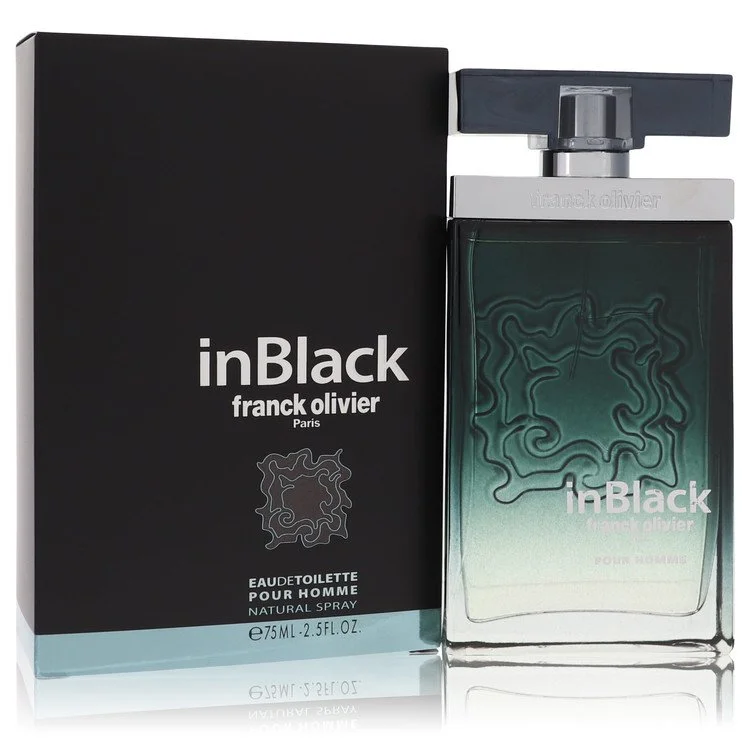 inBlack
franck olivier
Paris
EAUDETOILETTE
POUR HOMME
NATURAL SPRAY
℮75ML-2.5FL.OZ.
franck olivier
inBlack
franck olivier
POUR HOMME